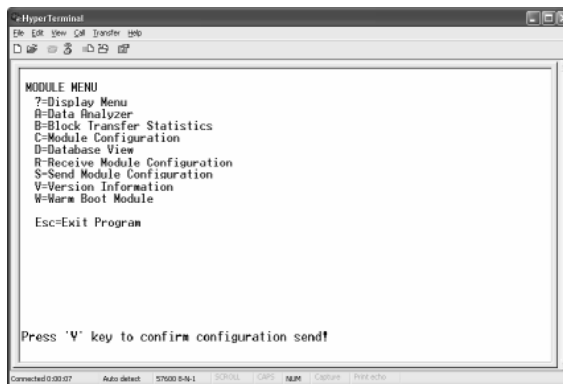 HyperTerminal
File Edit View Call Transfer Help
MODULE MENU
?=Display Menu
A=Data Analyzer
B=Block Transfer Statistics
C=Module Configuration
D=Database View
R=Receive Module Configuration
S=Send Module Configuration
V=Version Information
W=Warm Boot Module
Esc=Exit Program
Press 'Y' key to confirm configuration send!
Connected 0:00:07 Auto detect 57600 8-N-1 SCROLL CAPS NUM Capture Print echo